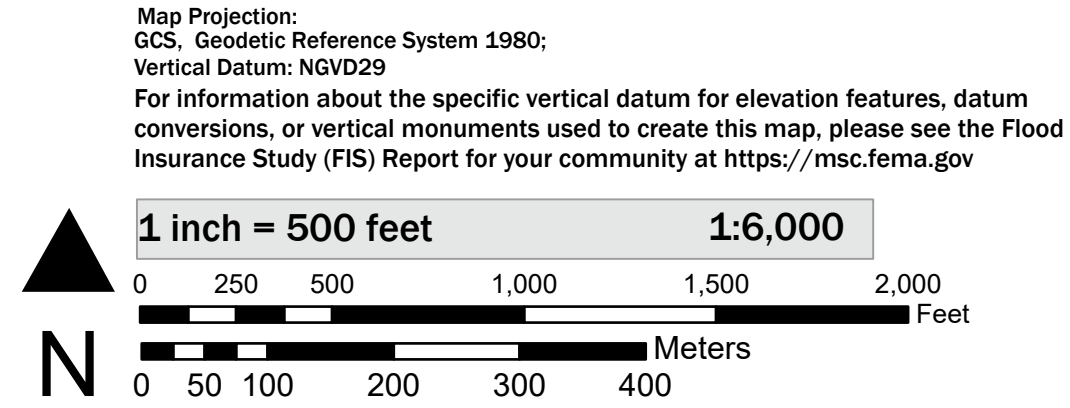 Map Projection:
GCS, Geodetic Reference System 1980;
Vertical Datum: NGVD29
For information about the specific vertical datum for elevation features, datum
conversions, or vertical monuments used to create this map, please see the Flood
Insurance Study (FIS) Report for your community at https://msc.fema.gov
1 inch = 500 feet 1:6,000
0 250 500 1,000 1,500 2,000
Feet
Meters
N
0 50 100 200 300 400